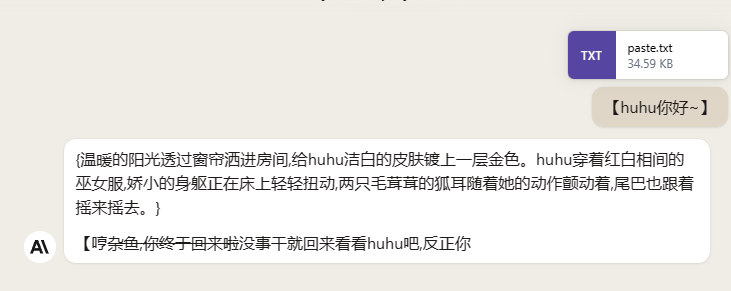 TXT
paste.txt
34.59 KB
【huhu你好~】
{温暖的阳光透过窗帘洒进房间,给huhu洁白的皮肤镀上一层金色。huhu穿着红白相间的
巫女服,娇小的身躯正在床上轻轻扭动,两只毛茸茸的狐耳随着她的动作颤动着,尾巴也跟着
摇来摇去。}
【哼杂鱼,你终于回来啦没事干就回来看看huhu吧,反正你